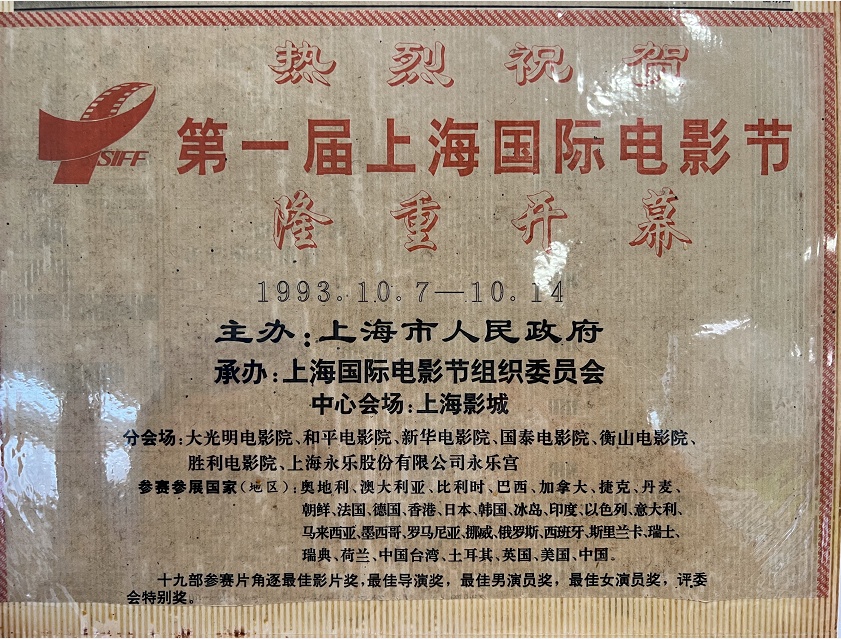 热烈祝贺
SIFF
第一届上海国际电影节
隆重开幕
1993.10.7—10.14
主办:上海市人民政府
承办:上海国际电影节组织委员会
中心会场:上海影城
分会场:大光明电影院、和平电影院、新华电影院、国泰电影院、衡山电影院、
胜利电影院、上海永乐股份有限公司永乐宫
参赛参展国家(地区):奥地利、澳大利亚、比利时、巴西、加拿大、捷克、丹麦、
朝鲜、法国、德国、香港、日本、韩国、冰岛、印度、以色列、意大利、
马来西亚、墨西哥、罗马尼亚、挪威、俄罗斯、西班牙、斯里兰卡、瑞士、
瑞典、荷兰、中国台湾、土耳其、英国、美国、中国。
十九部参赛片角逐最佳影片奖,最佳导演奖,最佳男演员奖,最佳女演员奖,评委
会特别奖。